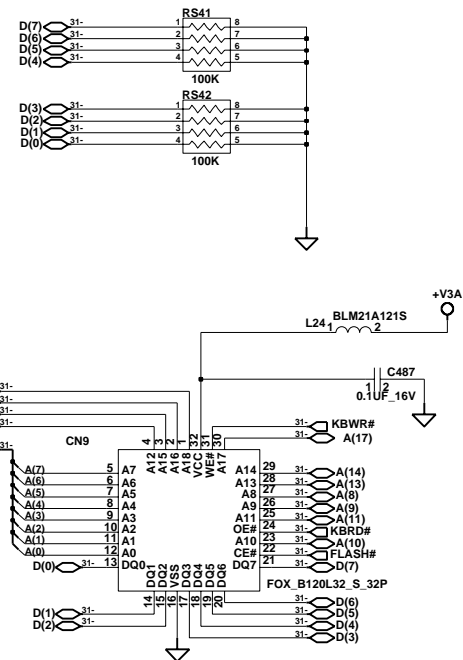 RS41
D(7) 31- 1 8
D(6) 31- 2 7
D(5) 31- 3 6
D(4) 31- 4 5
100K
RS42
D(3) 31- 1 8
D(2) 31- 2 7
D(1) 31- 3 6
D(0) 31- 4 5
100K
+V3A
L24 1 BLM21A121S 2
C487
1 2
0.1UF_16V
31-
31-
31-
31-
31-
CN9
4 3 2 1 32 31 30
A12 A15 A16 A18 VCC WE# A17
31- KBWR#
31- A(17)
A(7) 5 A7
A(6) 6 A6
A(5) 7 A5
A(4) 8 A4
A(3) 9 A3
A(2) 10 A2
A(1) 11 A1
A(0) 12 A0
D(0) 31- 13 DQ0
A14 29 31- A(14)
A13 28 31- A(13)
A8 27 31- A(8)
A9 26 31- A(9)
A11 25 31- A(11)
OE# 24 31- KBRD#
A10 23 31- A(10)
CE# 22 31- FLASH#
DQ7 21 31- D(7)
DQ1 DQ2 VSS DQ3 DQ4 DQ5 DQ6
14 15 16 17 18 19 20
FOX_B120L32_S_32P
D(1) 31-
D(2) 31-
31- D(6)
31- D(5)
31- D(4)
31- D(3)